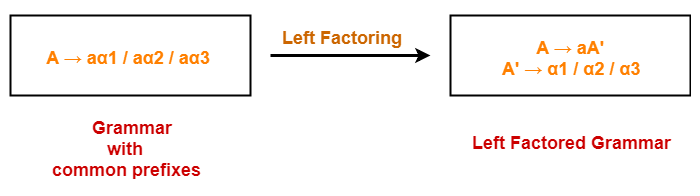 A → aα1 / aα2 / aα3
Left Factoring
A → aA'
A' → α1 / α2 / α3
Grammar
with
common prefixes
Left Factored Grammar